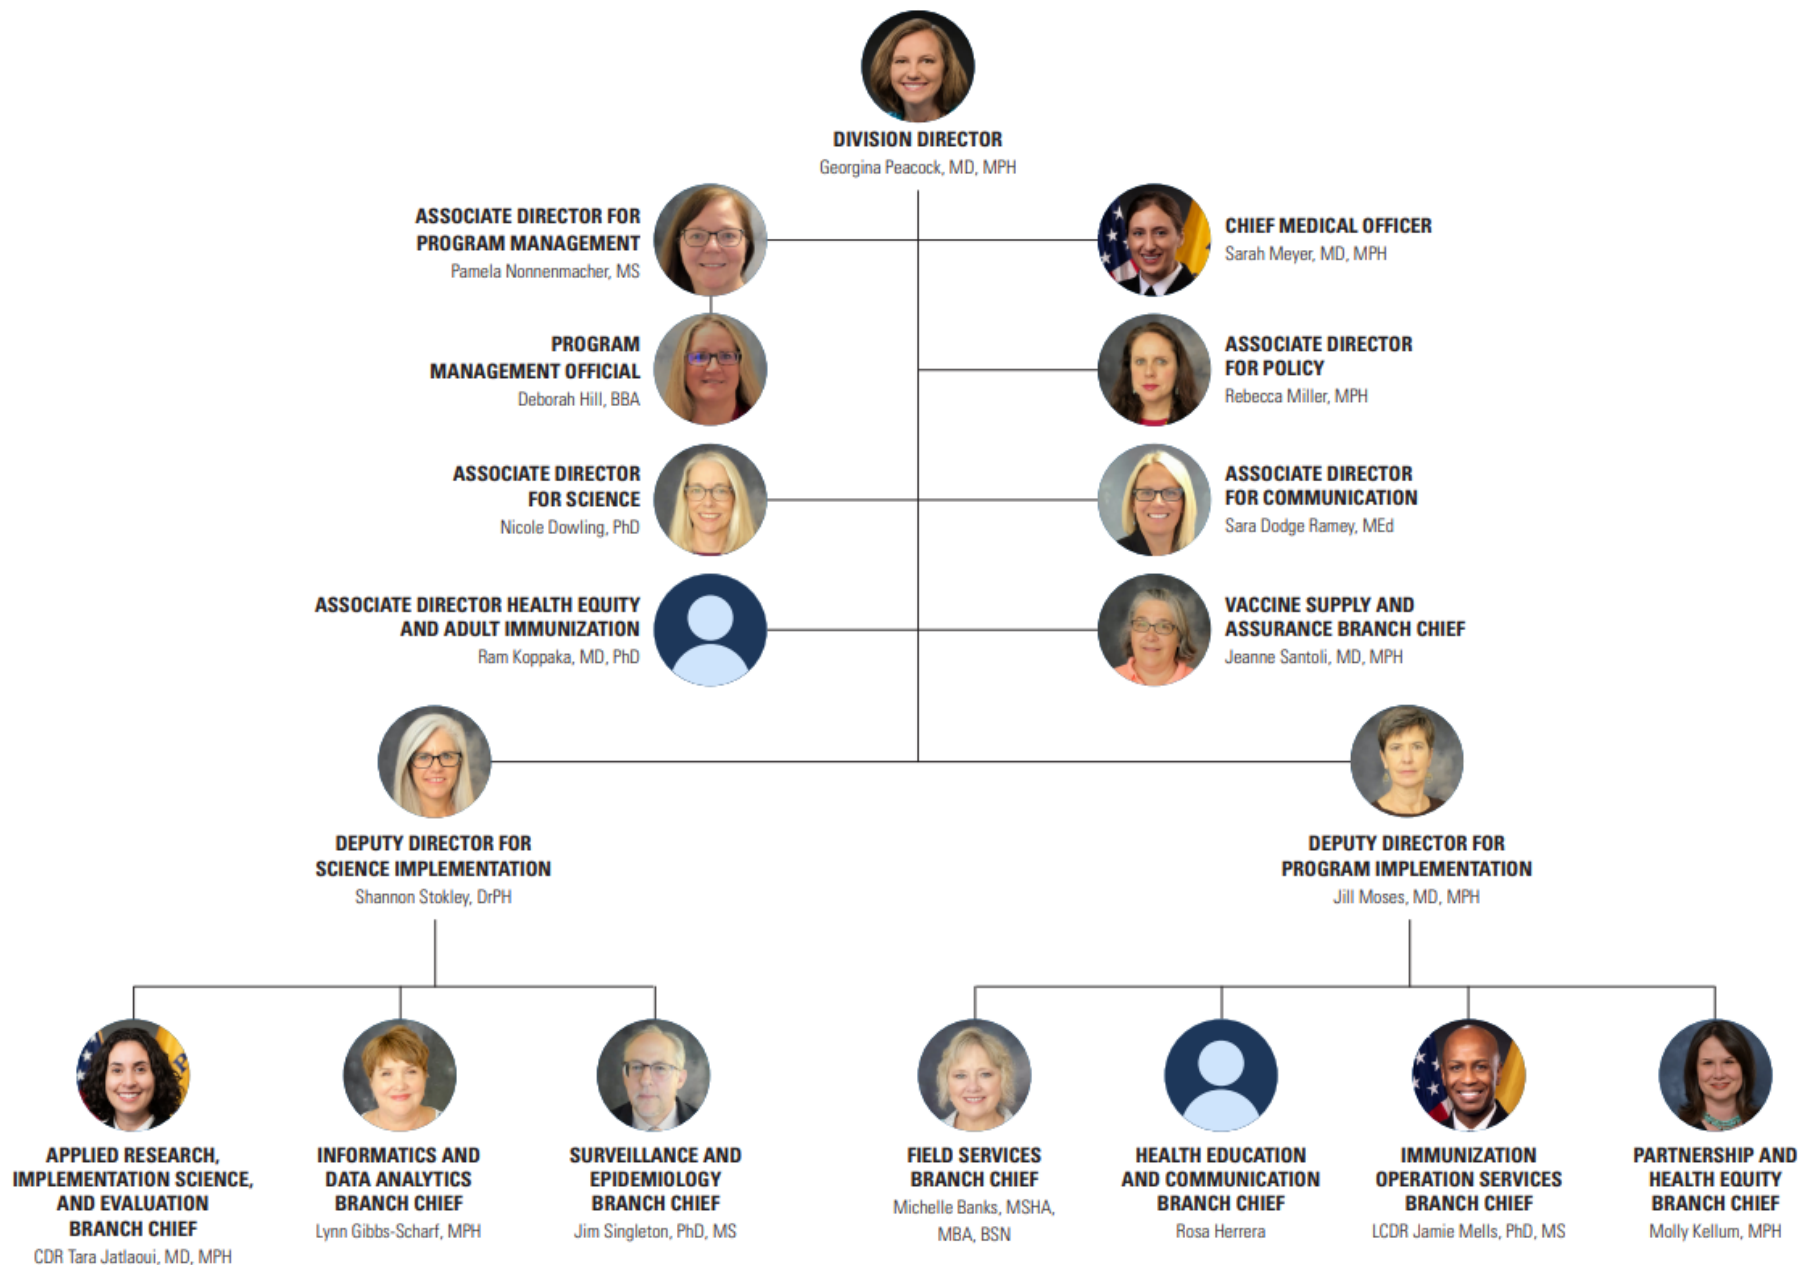 DIVISION DIRECTOR
Georgina Peacock, MD, MPH
ASSOCIATE DIRECTOR FOR
PROGRAM MANAGEMENT
Pamela Nonnenmacher, MS
CHIEF MEDICAL OFFICER
Sarah Meyer, MD, MPH
PROGRAM
MANAGEMENT OFFICIAL
Deborah Hill, BBA
ASSOCIATE DIRECTOR
FOR POLICY
Rebecca Miller, MPH
ASSOCIATE DIRECTOR
FOR SCIENCE
Nicole Dowling, PhD
ASSOCIATE DIRECTOR
FOR COMMUNICATION
Sara Dodge Ramey, MEd
ASSOCIATE DIRECTOR HEALTH EQUITY
AND ADULT IMMUNIZATION
Ram Koppaka, MD, PhD
VACCINE SUPPLY AND
ASSURANCE BRANCH CHIEF
Jeanne Santoli, MD, MPH
DEPUTY DIRECTOR FOR
SCIENCE IMPLEMENTATION
Shannon Stokley, DrPH
DEPUTY DIRECTOR FOR
PROGRAM IMPLEMENTATION
Jill Moses, MD, MPH
APPLIED RESEARCH,
IMPLEMENTATION SCIENCE,
AND EVALUATION
BRANCH CHIEF
CDR Tara Jatlaoui, MD, MPH
INFORMATICS AND
DATA ANALYTICS
BRANCH CHIEF
Lynn Gibbs-Scharf, MPH
SURVEILLANCE AND
EPIDEMIOLOGY
BRANCH CHIEF
Jim Singleton, PhD, MS
FIELD SERVICES
BRANCH CHIEF
Michelle Banks, MSHA,
MBA, BSN
HEALTH EDUCATION
AND COMMUNICATION
BRANCH CHIEF
Rosa Herrera
IMMUNIZATION
OPERATION SERVICES
BRANCH CHIEF
LCDR Jamie Mells, PhD, MS
PARTNERSHIP AND
HEALTH EQUITY
BRANCH CHIEF
Molly Kellum, MPH